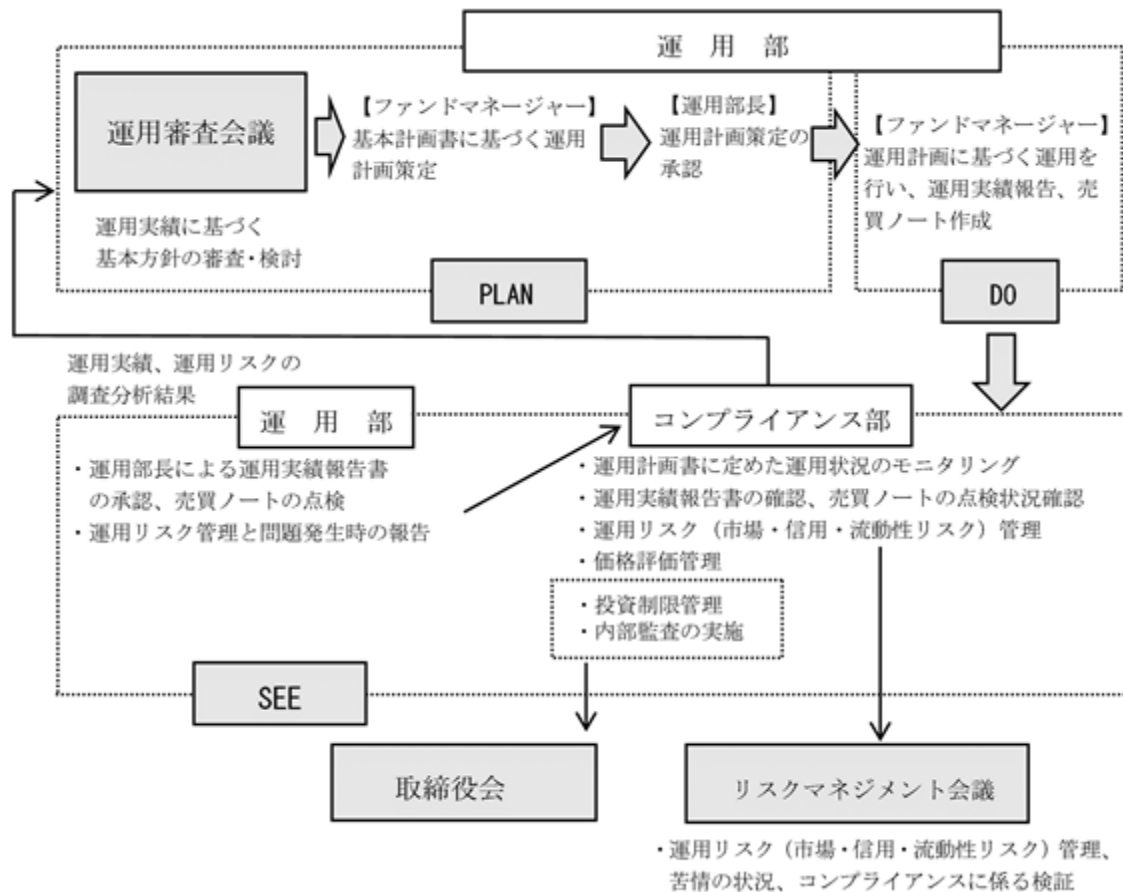 運 用 部
運用審査会議
【ファンドマネージャー】
基本計画書に基づく運用
計画策定
【運用部長】
運用計画策定の
承認
【ファンドマネージャー】
運用計画に基づく運用を
行い、運用実績報告、売
買ノート作成
運用実績に基づく
基本方針の審査・検討
PLAN
DO
運用実績、運用リスクの
調査分析結果
運 用 部
・運用部長による運用実績報告書
の承認、売買ノートの点検
・運用リスク管理と問題発生時の報告
コンプライアンス部
・運用計画書に定めた運用状況のモニタリング
・運用実績報告書の確認、売買ノートの点検状況確認
・運用リスク（市場・信用・流動性リスク）管理
・価格評価管理
・投資制限管理
・内部監査の実施
SEE
取締役会
リスクマネジメント会議
・運用リスク（市場・信用・流動性リスク）管理、
苦情の状況、コンプライアンスに係る検証